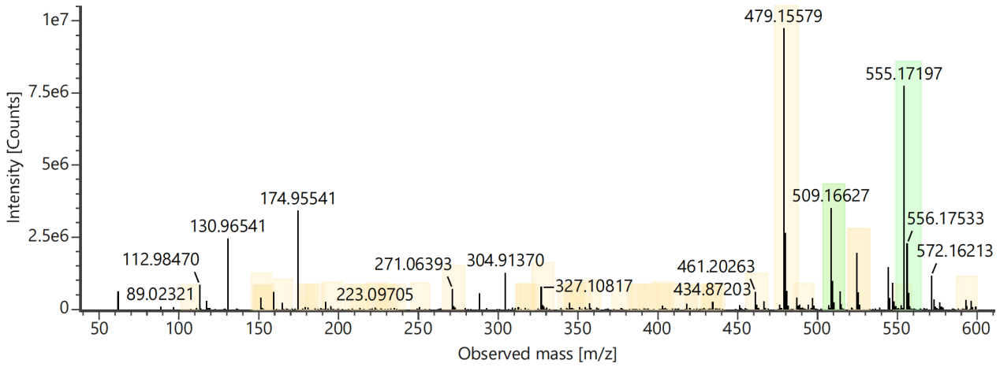 479.15579
1e7
555.17197
7.5e6
Intensity [Counts]
5e6
509.16627
174.95541
556.17533
130.96541
2.5e6
572.16213
112.98470
271.06393
304.91370
461.20263
89.02321
223.09705
327.10817
434.87203
0
50 100 150 200 250 300 350 400 450 500 550 600
Observed mass [m/z]